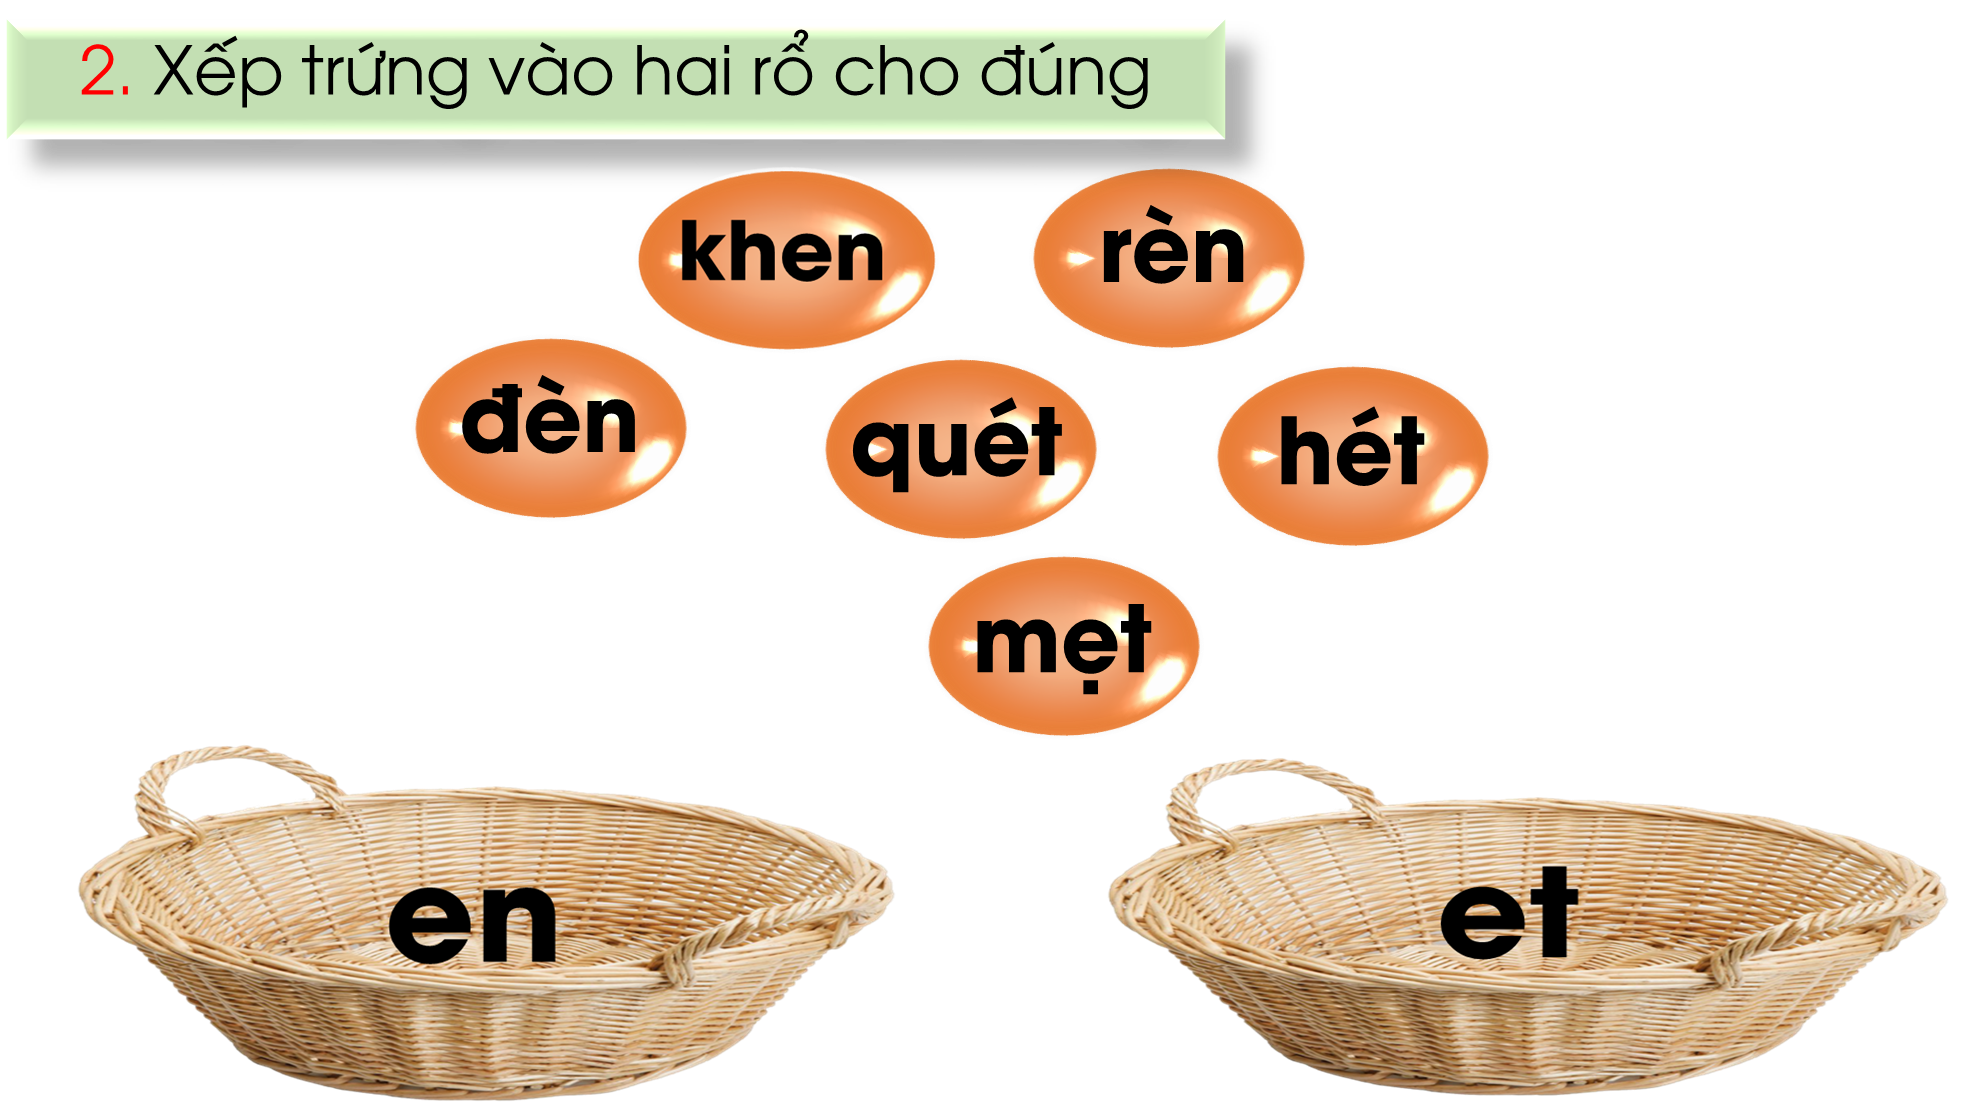 2. Xếp trứng vào hai rổ cho đúng
khen
rèn
đèn
quét
hét
mẹt
en
et